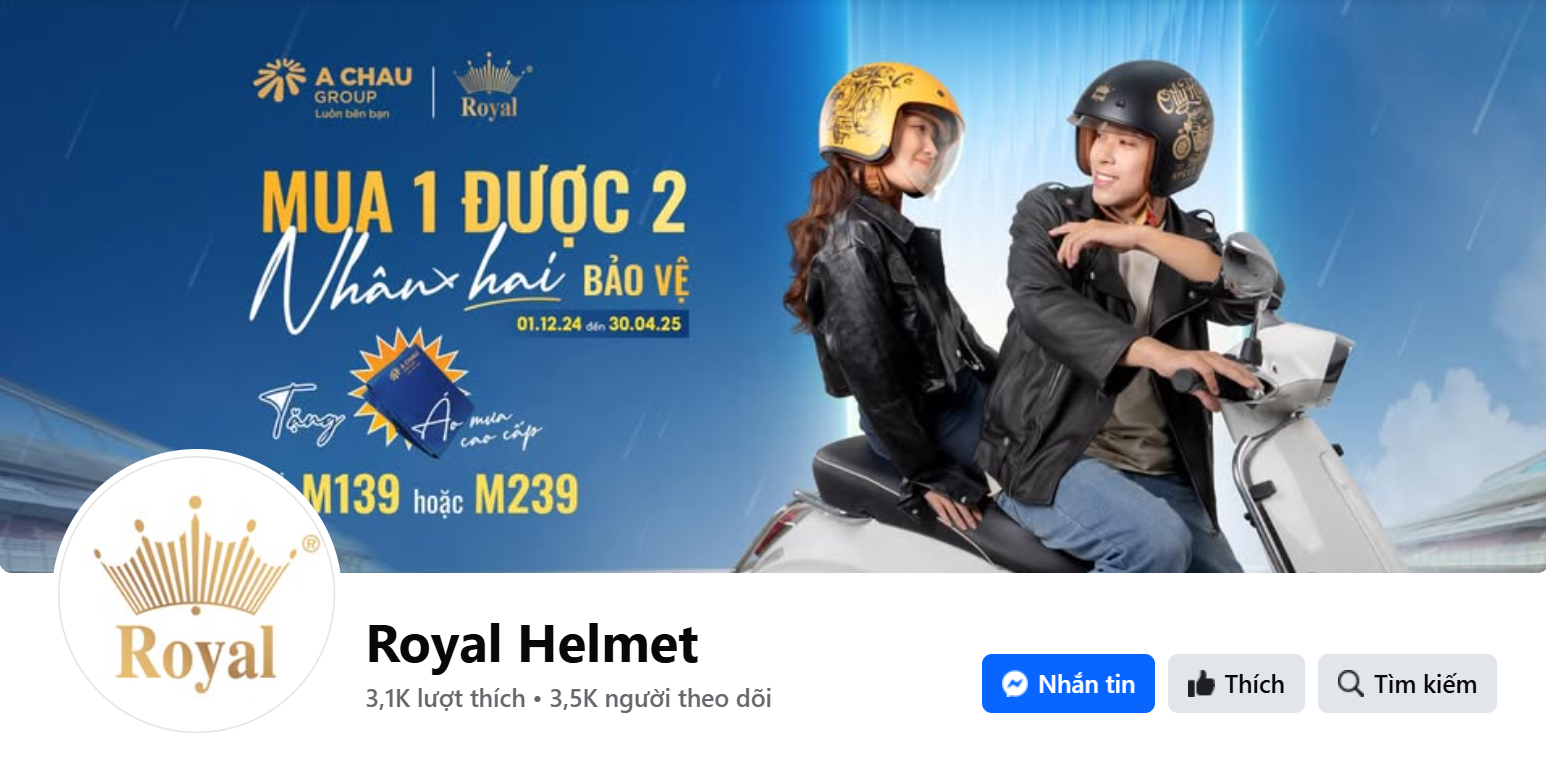 A CHAU
GROUP
Luôn bên bạn
Royal
MUA 1 ĐƯỢC 2
Nhân x hai BẢO VỆ
01.12.24 đến 30.04.25
A CHAU
Tặng Áo mưa
cao cấp
M139 hoặc M239
Royal
Royal Helmet
3,1K lượt thích • 3,5K người theo dõi
Nhắn tin
Thích
Tìm kiếm